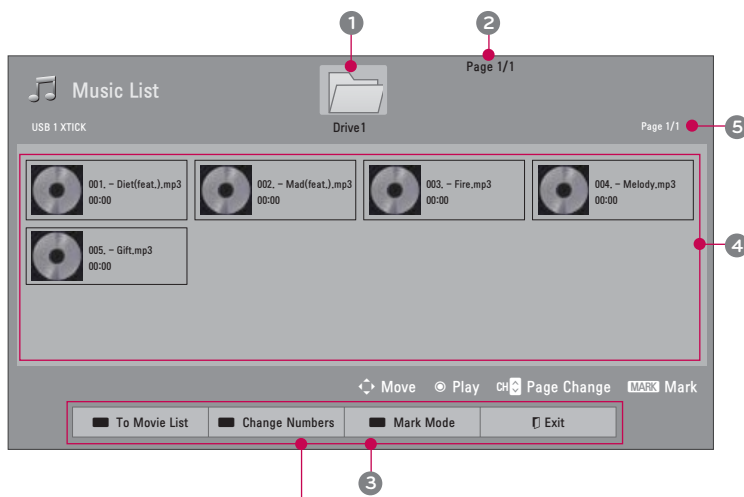 1
2
Page 1/1
Music List
Drive1
USB 1 XTICK
Page 1/1
5
001. - Diet(feat.).mp3
00:00
002. - Mad(feat.).mp3
00:00
003. - Fire.mp3
00:00
004. - Melody.mp3
00:00
4
005. - Gift.mp3
00:00
Move
Play
CH Page Change
MARK Mark
To Movie List
Change Numbers
Mark Mode
Exit
3